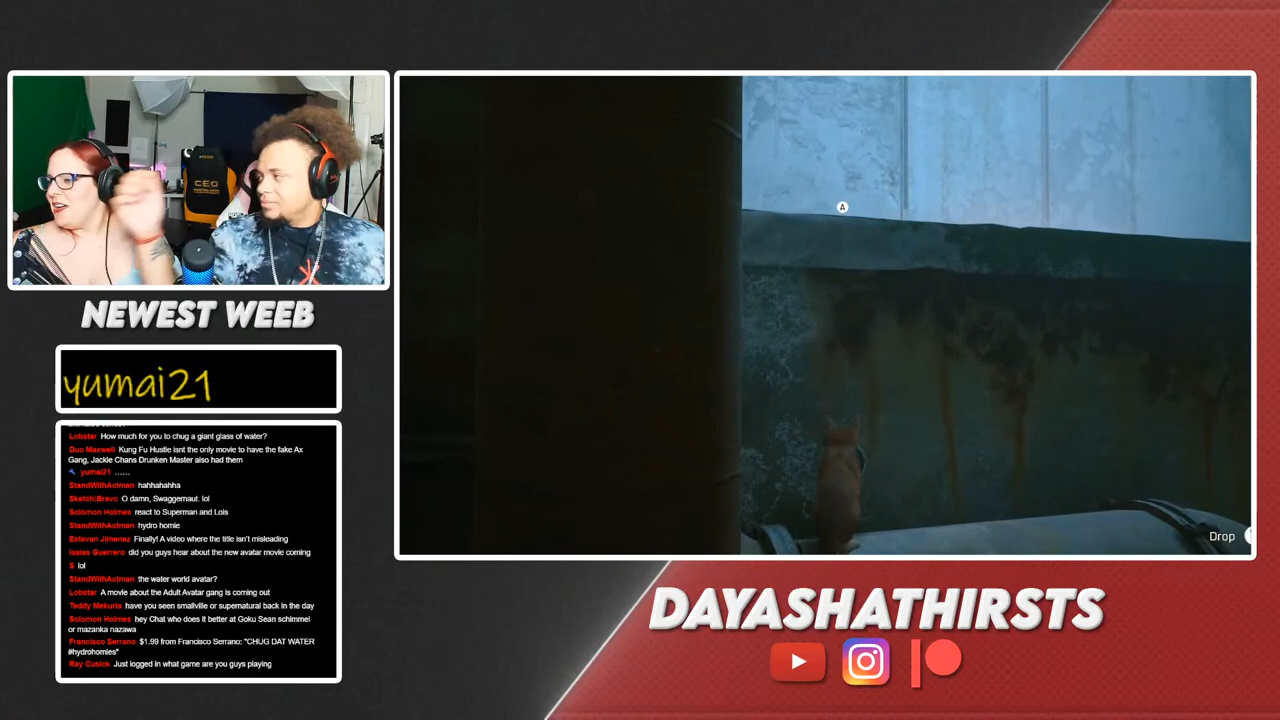 CEO
A
NEWEST WEEB
yumai21
Lobstar How much for you to chug a giant glass of water?
Duo Maxwell Kung Fu Hustle isnt the only movie to have the fake Ax
Gang, Jackie Chans Drunken Master also had them
yumai21 ......
StandWithActman hahhahahha
Sketch\Bravo O damn, Swaggernaut. lol
Solomon Holmes react to Superman and Lois
StandWithActman hydro homie
Estevan Jimenez Finally! A video where the title isn't misleading
Isaias Guerrero did you guys hear about the new avatar movie coming
S lol
StandWithActman the water world avatar?
Lobstar A movie about the Adult Avatar gang is coming out
Teddy Mekuria have you seen smallville or supernatural back in the day
Solomon Holmes hey Chat who does it better at Goku Sean schimmel
or mazanka nazawa
Francisco Serrano $1.99 from Francisco Serrano: "CHUG DAT WATER
#hydrohomies"
Ray Cusick Just logged in what game are you guys playing
Drop
DAYASHATHIRSTS